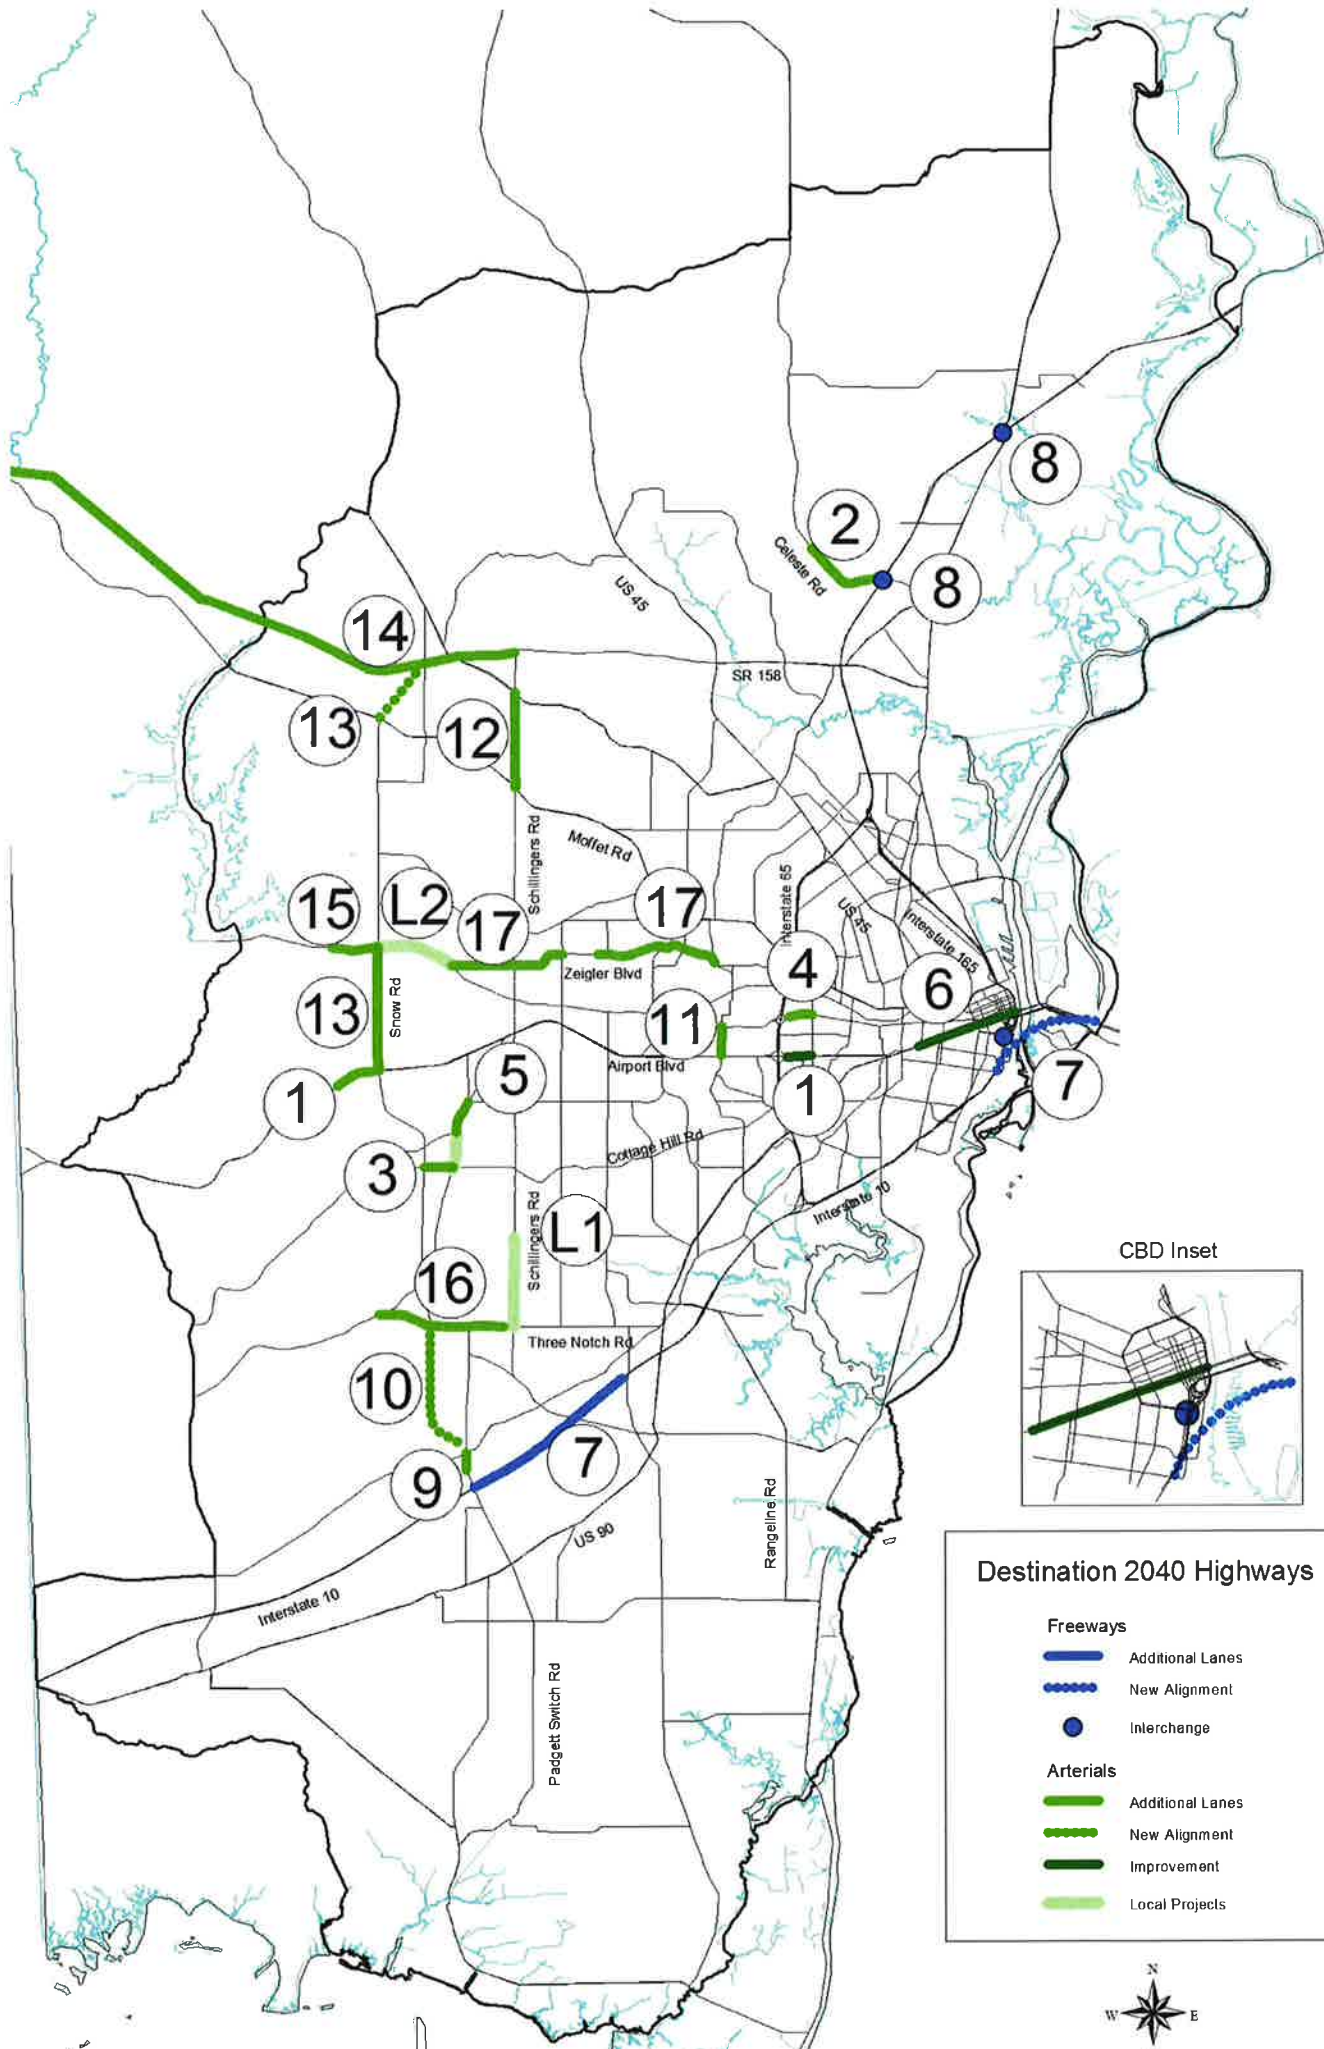 8
2
Celeste Rd
8
US 45
14
SR 158
13
12
Schillingers Rd
Moffet Rd
Interstate 65
15
L2
17
17
US 45
Interstate 165
Zeigler Blvd
4
6
13
Snow Rd
11
Airport Blvd
5
1
1
7
Cottage Hill Rd
3
Interstate 10
Schillingers Rd
L1
CBD Inset
16
Three Notch Rd
10
7
9
US 90
Rangeline Rd
Interstate 10
Padgett Switch Rd
Destination 2040 Highways
Freeways
Additional Lanes
New Alignment
Interchange
Arterials
Additional Lanes
New Alignment
Improvement
Local Projects
N
W E